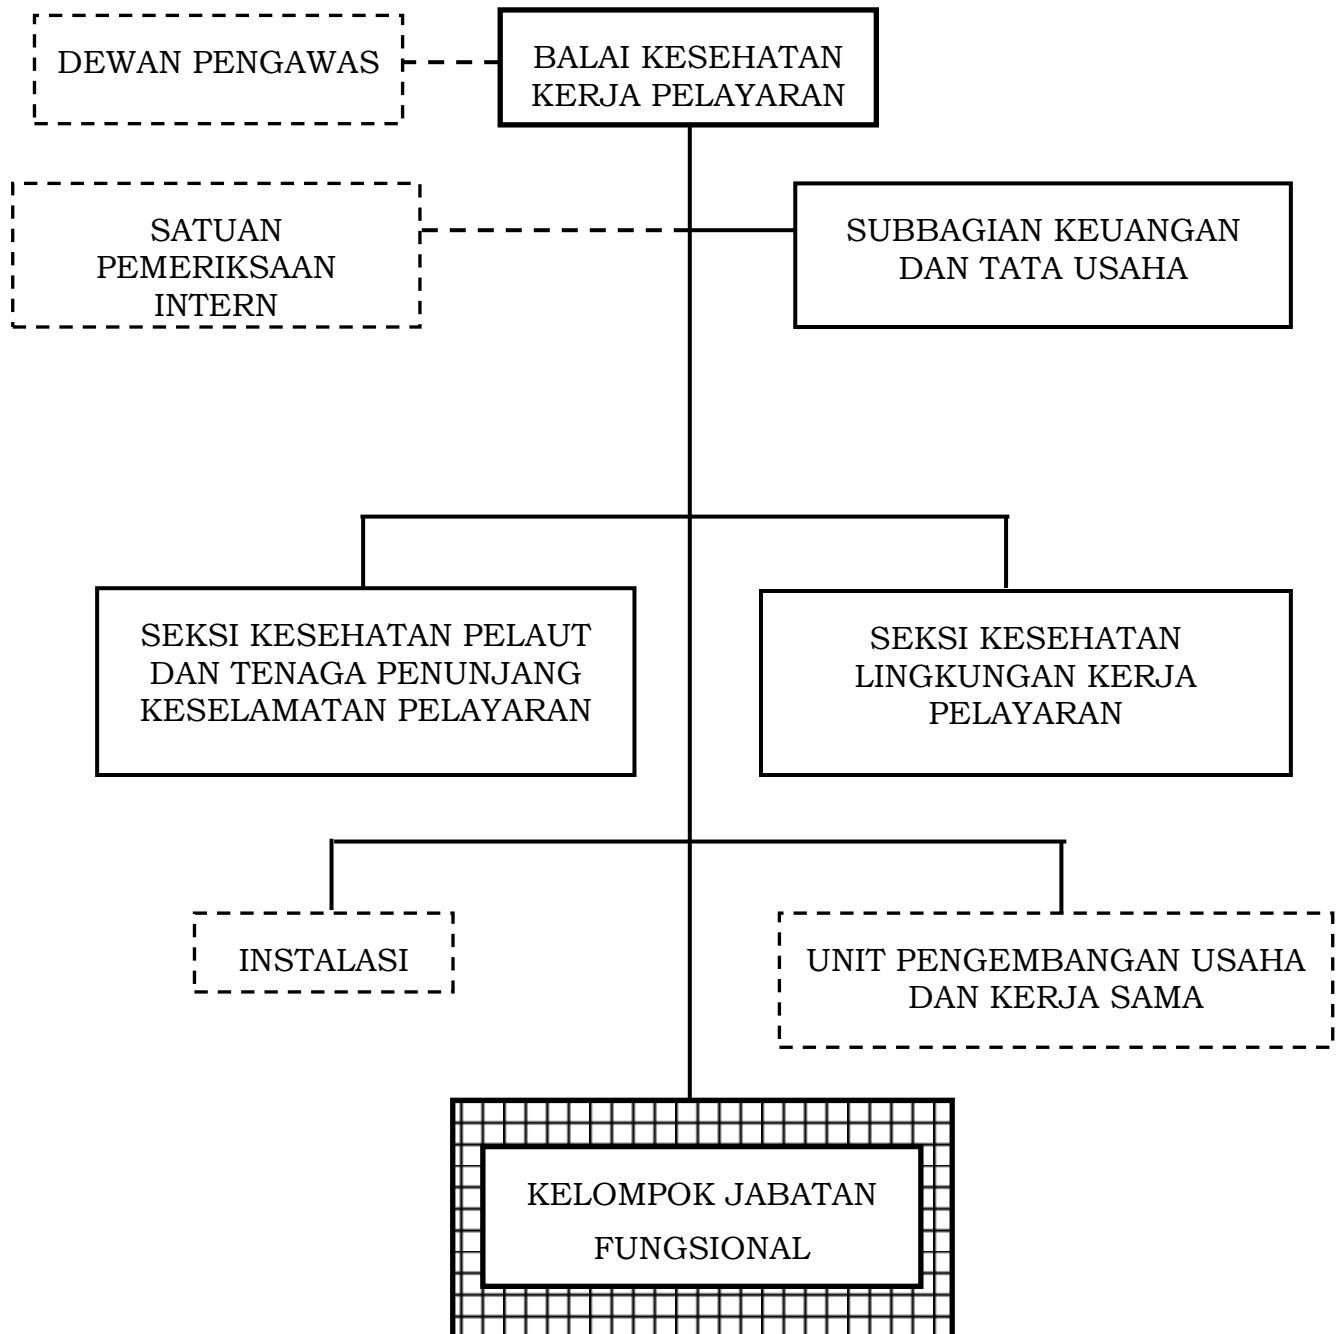 DEWAN PENGAWAS
BALAI KESEHATAN
KERJA PELAYARAN
SATUAN
PEMERIKSAAN
INTERN
SUBBAGIAN KEUANGAN
DAN TATA USAHA
SEKSI KESEHATAN PELAUT
DAN TENAGA PENUNJANG
KESELAMATAN PELAYARAN
SEKSI KESEHATAN
LINGKUNGAN KERJA
PELAYARAN
INSTALASI
UNIT PENGEMBANGAN USAHA
DAN KERJA SAMA
KELOMPOK JABATAN
FUNGSIONAL